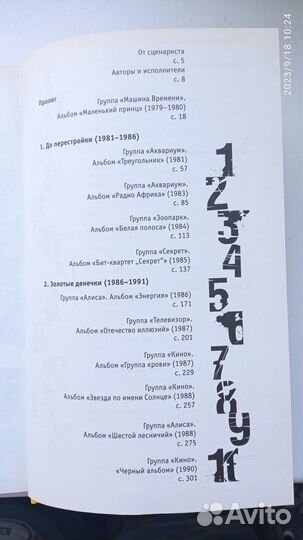 От сценариста
с. 5
Авторы и исполнители
с. 8
Пролог
Группа «Машина Времени».
Альбом «Маленький принц» (1979–1980)
с. 18
1. До перестройки (1981–1986)
Группа «Аквариум».
Альбом «Треугольник» (1981)
с. 57
Группа «Аквариум».
Альбом «Радио Африка» (1983)
с. 85
Группа «Зоопарк».
Альбом «Белая полоса» (1984)
с. 113
Группа «Секрет».
Альбом «Бит-квартет „Секрет“» (1985)
с. 137
2. Золотые денечки (1986–1991)
Группа «Алиса». Альбом «Энергия» (1986)
с. 171
Группа «Телевизор».
Альбом «Отечество иллюзий» (1987)
с. 201
Группа «Кино».
Альбом «Группа крови» (1987)
с. 229
Группа «Кино».
Альбом «Звезда по имени Солнце» (1988)
с. 257
Группа «Алиса».
Альбом «Шестой лесничий» (1988)
с. 275
Группа «Кино».
«Черный альбом» (1990)
с. 301
1
2
3
4
5
6
7
8
9
10
2023/9/18 10:24
Avito